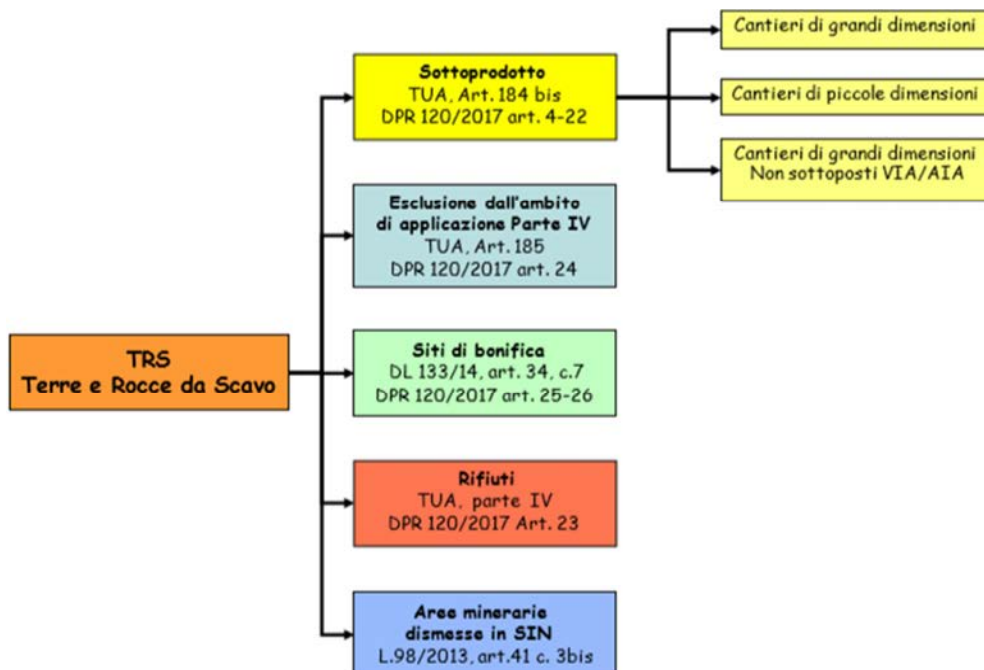 TRS
Terre e Rocce da Scavo
Sottoprodotto
TUA, Art. 184 bis
DPR 120/2017 art. 4-22
Cantieri di grandi dimensioni
Cantieri di piccole dimensioni
Cantieri di grandi dimensioni
Non sottoposti VIA/AIA
Esclusione dall'ambito
di applicazione Parte IV
TUA, Art. 185
DPR 120/2017 art. 24
Siti di bonifica
DL 133/14, art. 34, c.7
DPR 120/2017 art. 25-26
Rifiuti
TUA, parte IV
DPR 120/2017 Art. 23
Aree minerarie
dismesse in SIN
L.98/2013, art.41 c. 3bis